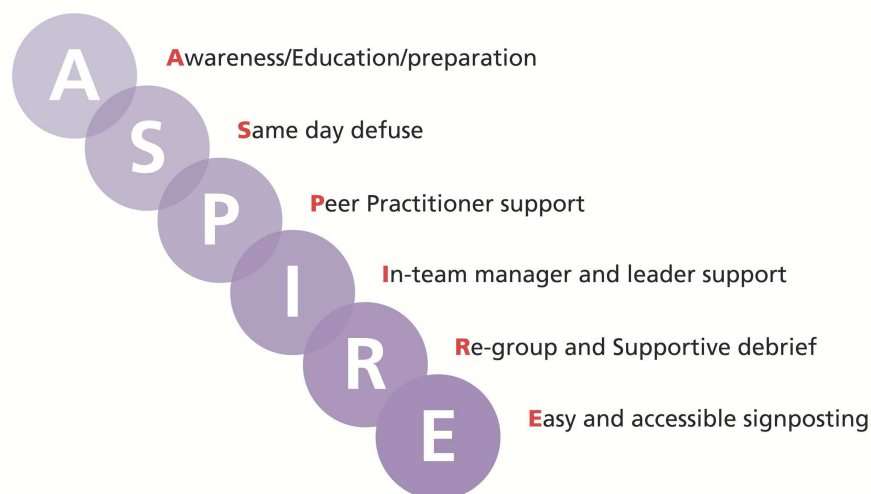 A
Awareness/Education/preparation
S
Same day defuse
P
Peer Practitioner support
I
In-team manager and leader support
R
Re-group and Supportive debrief
E
Easy and accessible signposting